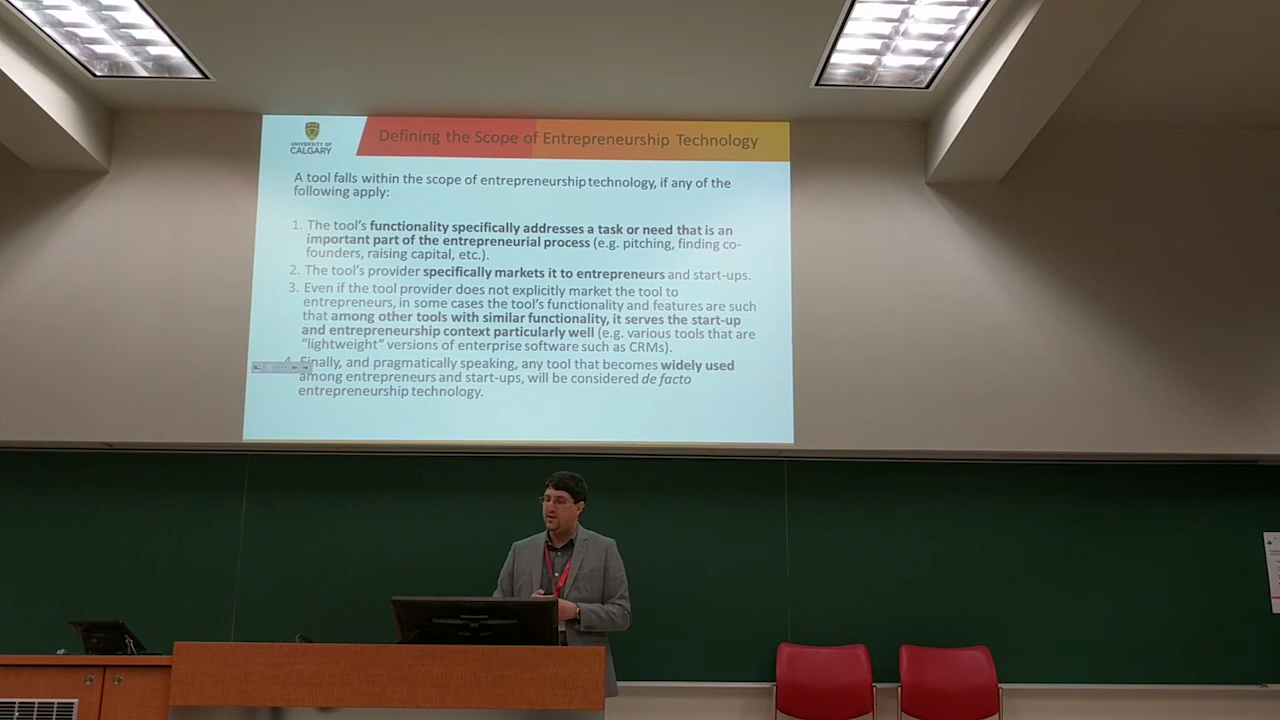 UNIVERSITY OF
CALGARY
Defining the Scope of Entrepreneurship Technology
A tool falls within the scope of entrepreneurship technology, if any of the
following apply:
1. The tool's functionality specifically addresses a task or need that is an
important part of the entrepreneurial process (e.g. pitching, finding co-
founders, raising capital, etc.).
2. The tool's provider specifically markets it to entrepreneurs and start-ups.
3. Even if the tool provider does not explicitly market the tool to
entrepreneurs, in some cases the tool's functionality and features are such
that among other tools with similar functionality, it serves the start-up
and entrepreneurship context particularly well (e.g. various tools that are
"lightweight" versions of enterprise software such as CRMs).
4. Finally, and pragmatically speaking, any tool that becomes widely used
among entrepreneurs and start-ups, will be considered de facto
entrepreneurship technology.